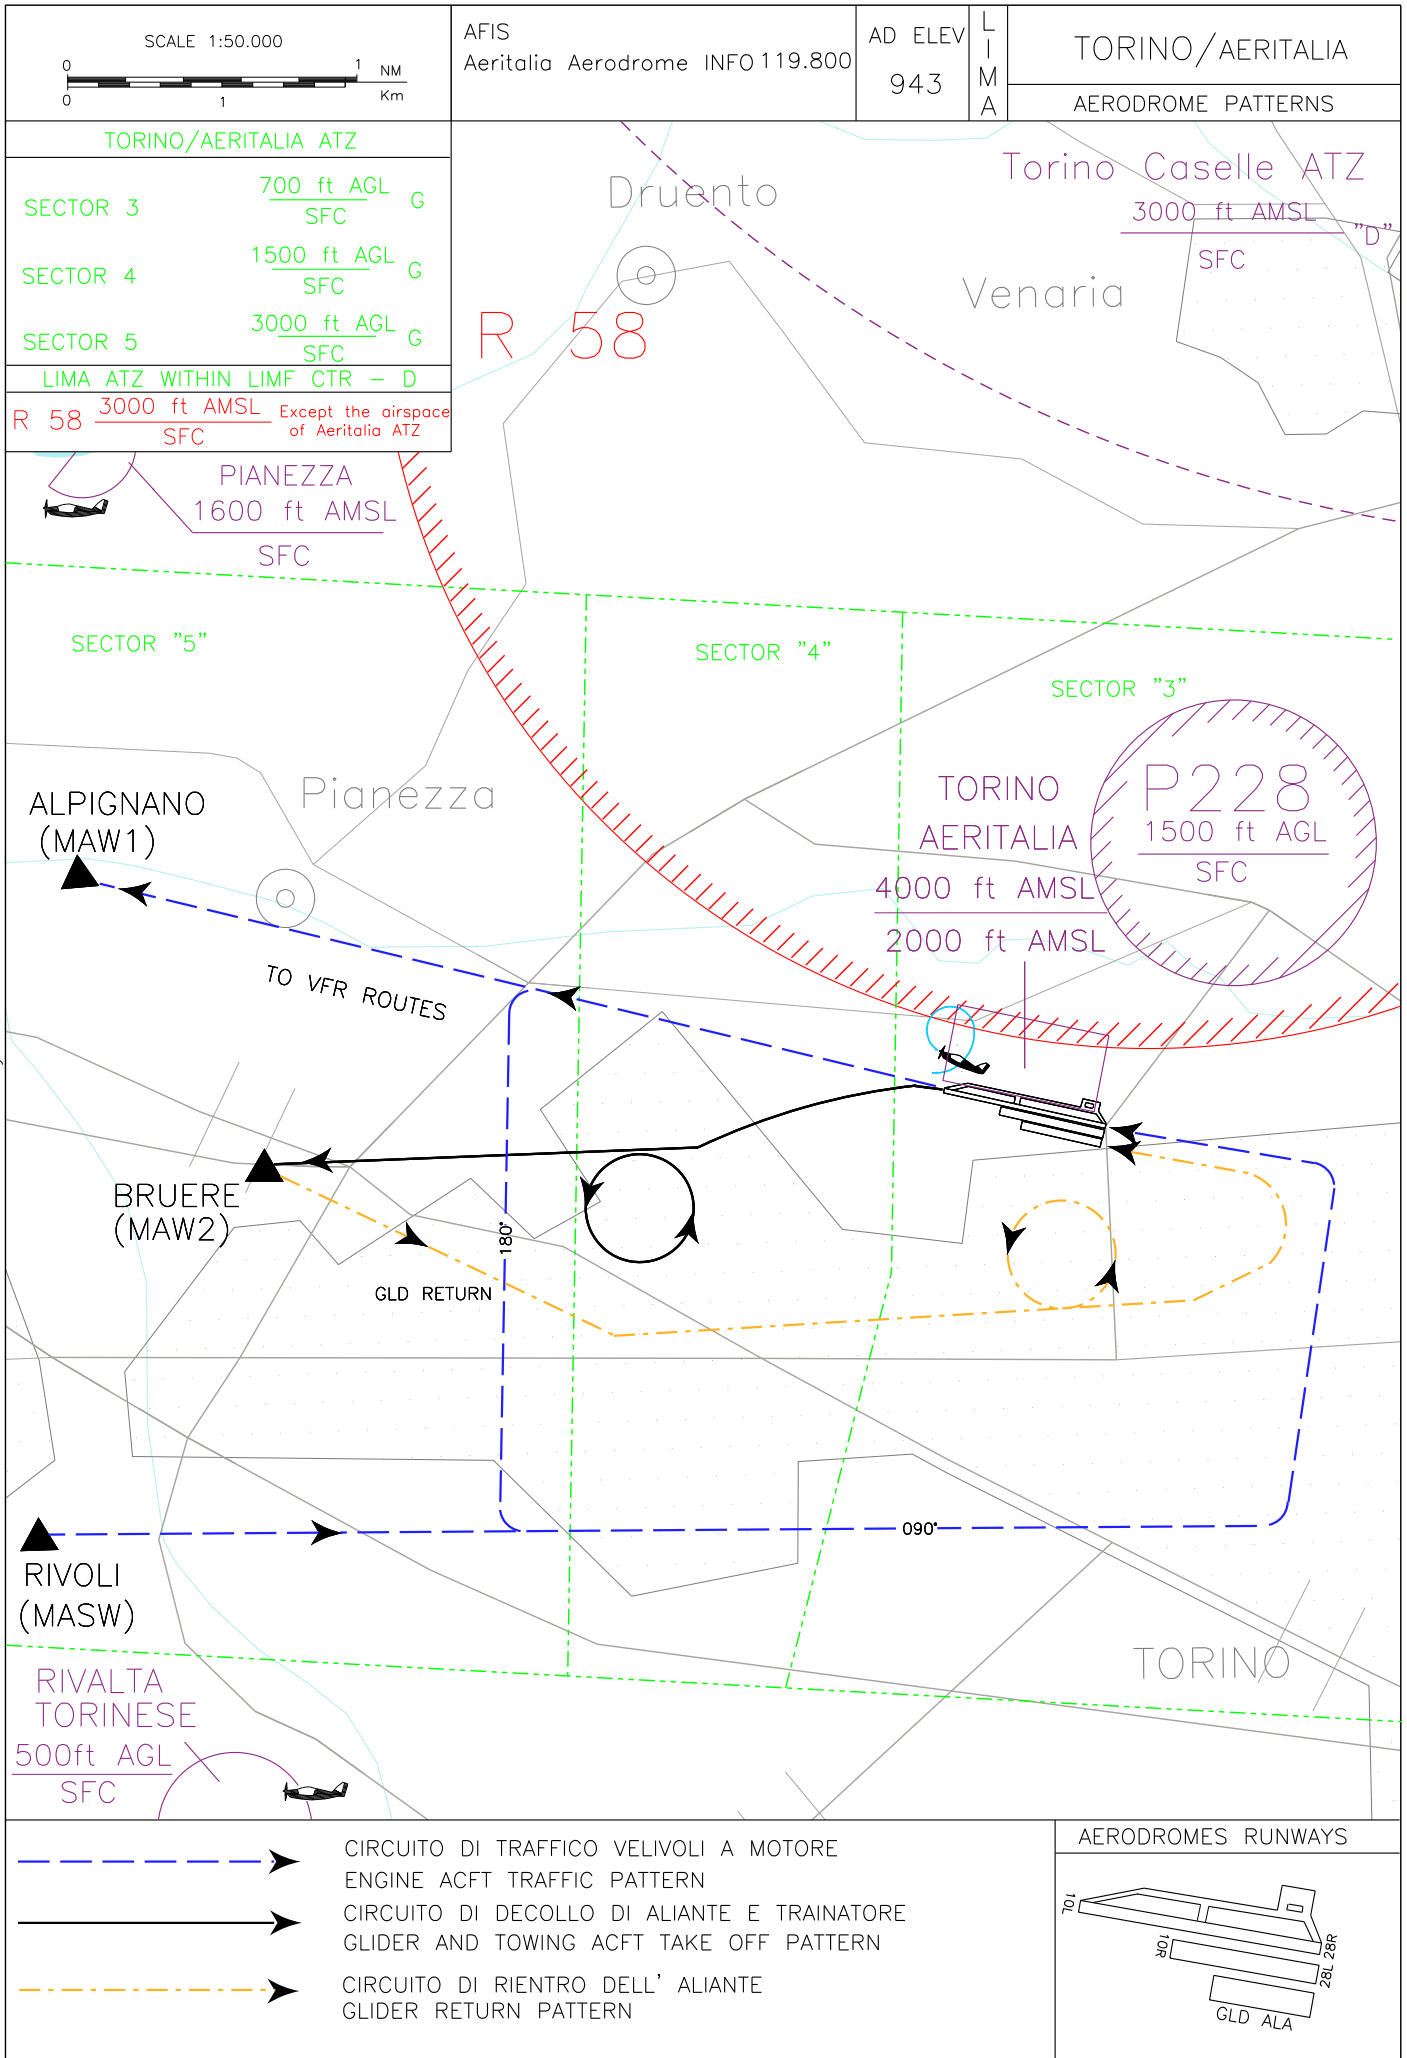 SCALE 1:50.000
0 1 NM
0 1 Km
AFIS
Aeritalia Aerodrome INFO 119.800
AD ELEV
943
LIMA
TORINO/AERITALIA
AERODROME PATTERNS
TORINO/AERITALIA ATZ
SECTOR 3 700 ft AGL G
SFC
SECTOR 4 1500 ft AGL G
SFC
SECTOR 5 3000 ft AGL G
SFC
LIMA ATZ WITHIN LIMF CTR - D
R 58 3000 ft AMSL Except the airspace
SFC of Aeritalia ATZ
Druento
Torino Caselle ATZ
3000 ft AMSL "D"
SFC
Venaria
R 58
PIANEZZA
1600 ft AMSL
SFC
SECTOR "5"
SECTOR "4"
SECTOR "3"
Pianezza
ALPIGNANO
(MAW1)
TORINO
AERITALIA
4000 ft AMSL
2000 ft AMSL
P228
1500 ft AGL
SFC
TO VFR ROUTES
BRUERE
(MAW2)
180°
GLD RETURN
090°
RIVOLI
(MASW)
TORINO
RIVALTA
TORINESE
500ft AGL
SFC
CIRCUITO DI TRAFFICO VELIVOLI A MOTORE
ENGINE ACFT TRAFFIC PATTERN
CIRCUITO DI DECOLLO DI ALIANTE E TRAINATORE
GLIDER AND TOWING ACFT TAKE OFF PATTERN
CIRCUITO DI RIENTRO DELL' ALIANTE
GLIDER RETURN PATTERN
AERODROMES RUNWAYS
10L
10R
28R
28L
GLD ALA